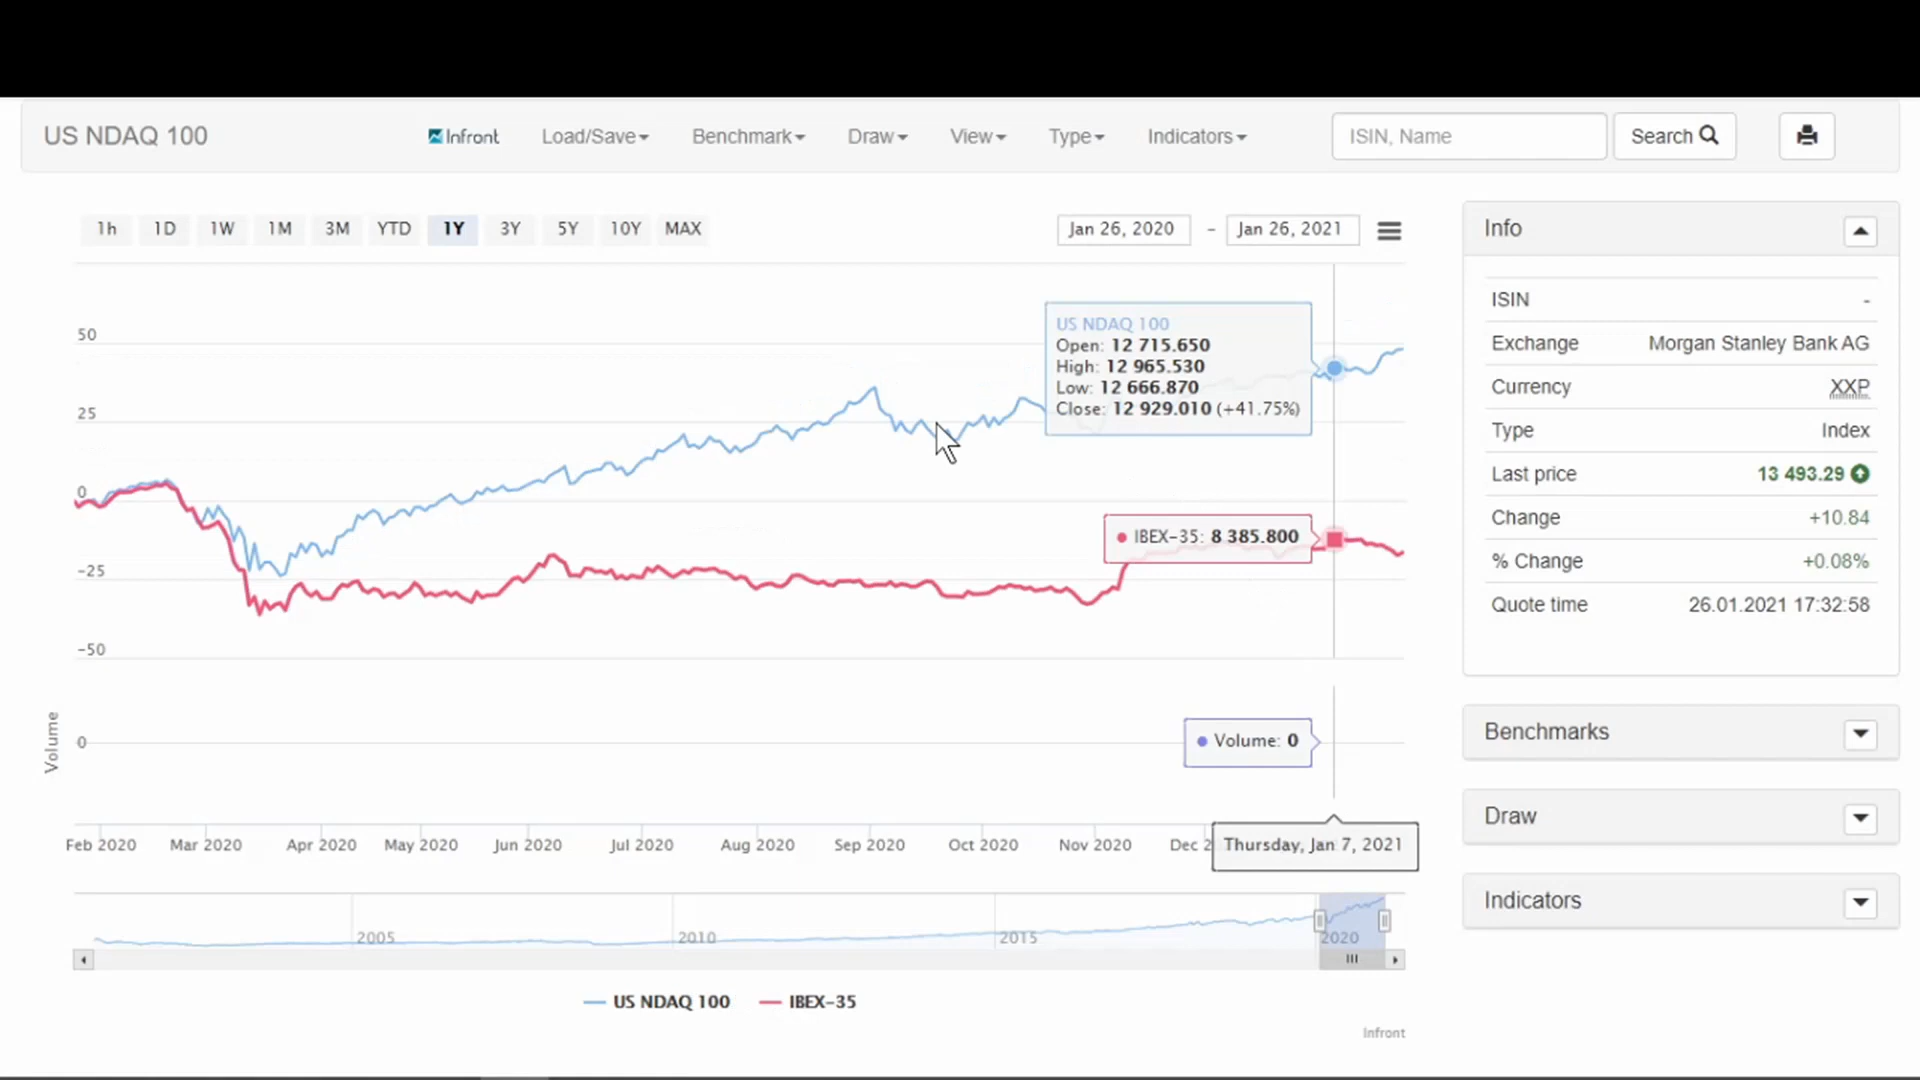 US NDAQ 100
Infront
Load/Save
Benchmark
Draw
View
Type
Indicators
ISIN, Name
Search
1h 1D 1W 1M 3M YTD 1Y 3Y 5Y 10Y MAX
Jan 26, 2020 – Jan 26, 2021
50
25
0
−25
−50
US NDAQ 100
Open: 12 715.650
High: 12 965.530
Low: 12 666.870
Close: 12 929.010 (+41.75%)
IBEX-35: 8 385.800
Volume
0
Volume: 0
Feb 2020 Mar 2020 Apr 2020 May 2020 Jun 2020 Jul 2020 Aug 2020 Sep 2020 Oct 2020 Nov 2020 Dec 2
Thursday, Jan 7, 2021
2005 2010 2015 2020
US NDAQ 100 IBEX-35
Infront
Info
ISIN -
Exchange Morgan Stanley Bank AG
Currency XXP
Type Index
Last price 13 493.29
Change +10.84
% Change +0.08%
Quote time 26.01.2021 17:32:58
Benchmarks
Draw
Indicators